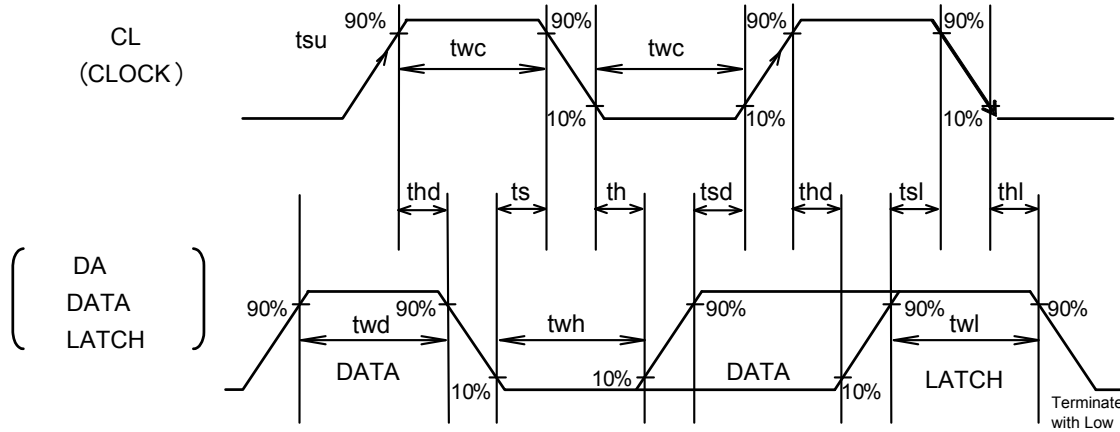 90% 90% 90% 90%
CL
(CLOCK)
tsu
twc twc
10% 10% 10%
thd ts th tsd thd tsl thl
DA
DATA
LATCH
90% 90% 90% 90% 90%
twd twh twl
DATA DATA LATCH
10% 10% 10%
Terminate
with Low